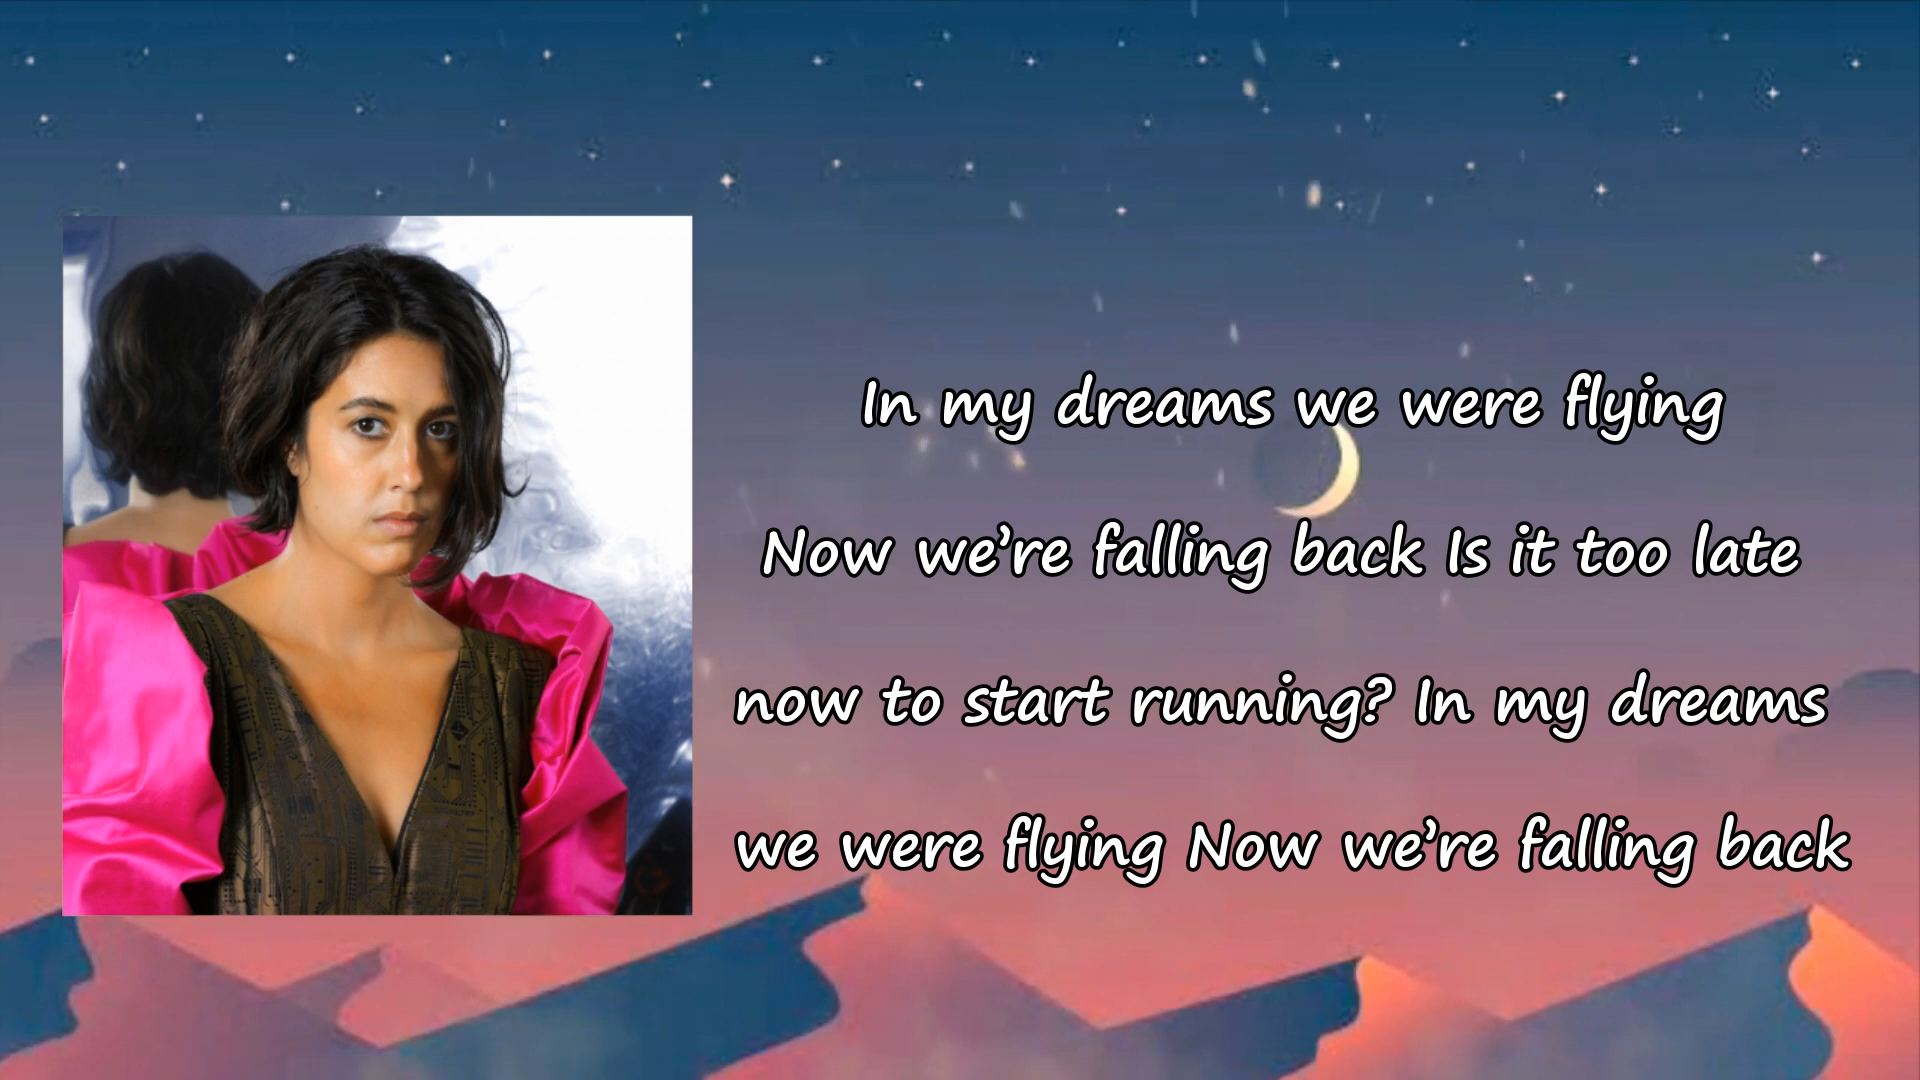 In my dreams we were flying
Now we’re falling back Is it too late
now to start running? In my dreams
we were flying Now we’re falling back